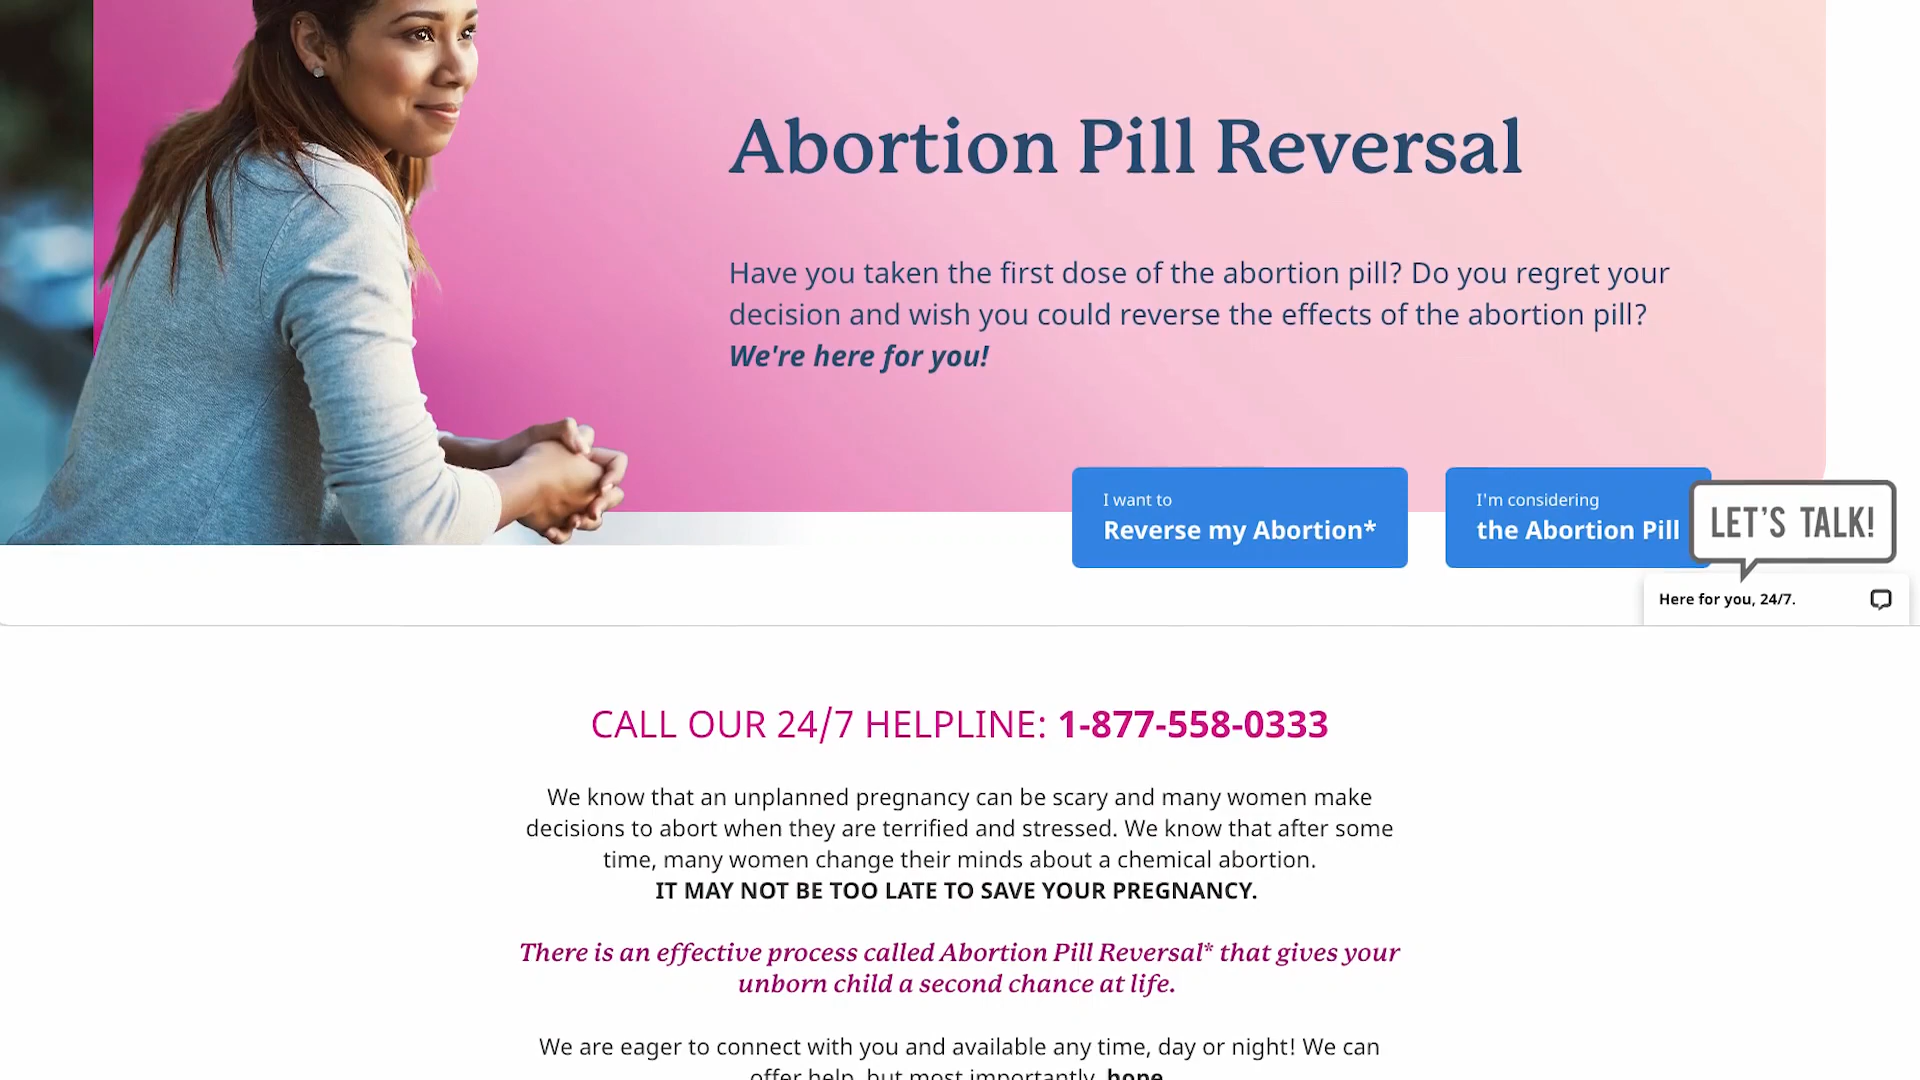 Abortion Pill Reversal
Have you taken the first dose of the abortion pill? Do you regret your
decision and wish you could reverse the effects of the abortion pill?
We're here for you!
I want to
Reverse my Abortion*
I'm considering
the Abortion Pill
LET'S TALK!
Here for you, 24/7.
CALL OUR 24/7 HELPLINE: 1-877-558-0333
We know that an unplanned pregnancy can be scary and many women make
decisions to abort when they are terrified and stressed. We know that after some
time, many women change their minds about a chemical abortion.
IT MAY NOT BE TOO LATE TO SAVE YOUR PREGNANCY.
There is an effective process called Abortion Pill Reversal* that gives your
unborn child a second chance at life.
We are eager to connect with you and available any time, day or night! We can
offer help, but most importantly, hope